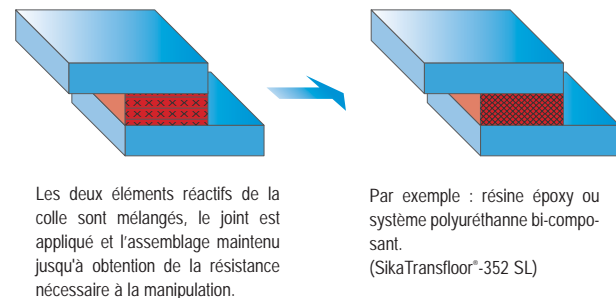 Les deux éléments réactifs de la
colle sont mélangés, le joint est
appliqué et l'assemblage maintenu
jusqu'à obtention de la résistance
nécessaire à la manipulation.
Par exemple : résine époxy ou
système polyuréthanne bi-compo-
sant.
(SikaTransfloor®-352 SL)